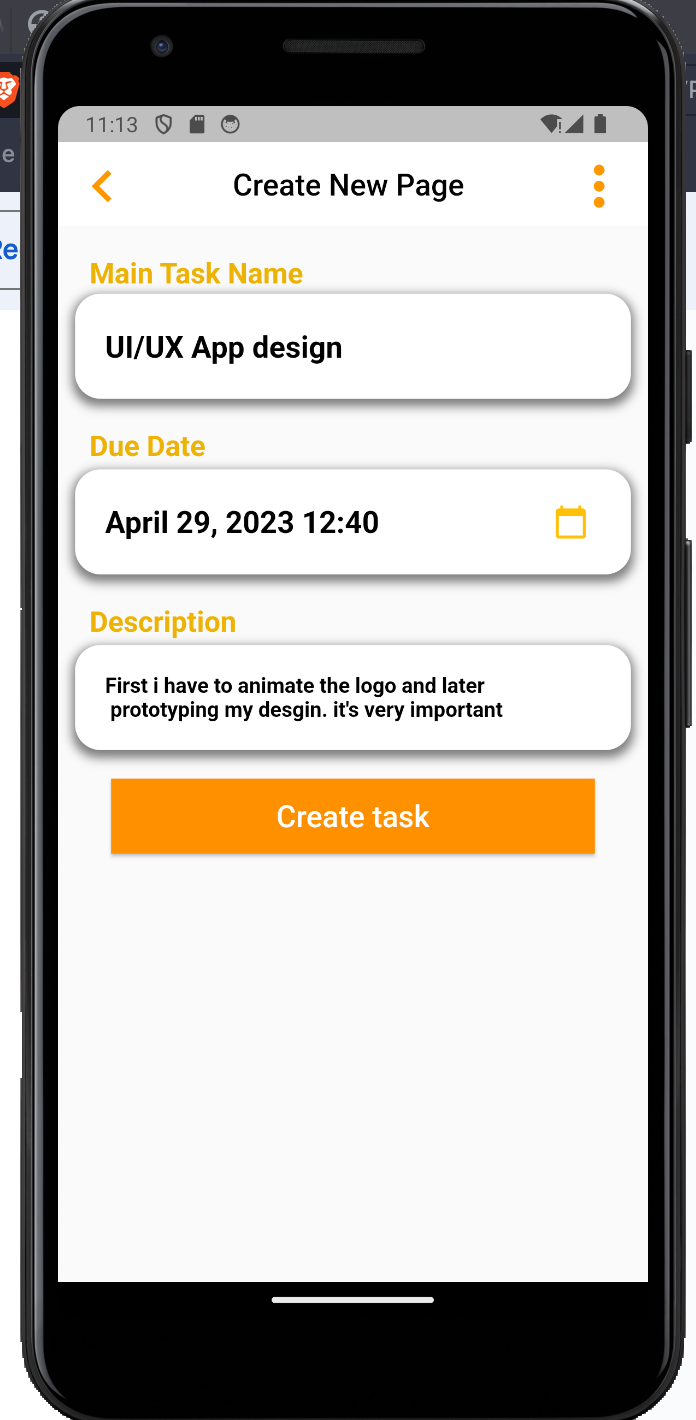 11:13
Create New Page
Main Task Name
UI/UX App design
Due Date
April 29, 2023 12:40
Description
First i have to animate the logo and later
prototyping my desgin. it's very important
Create task